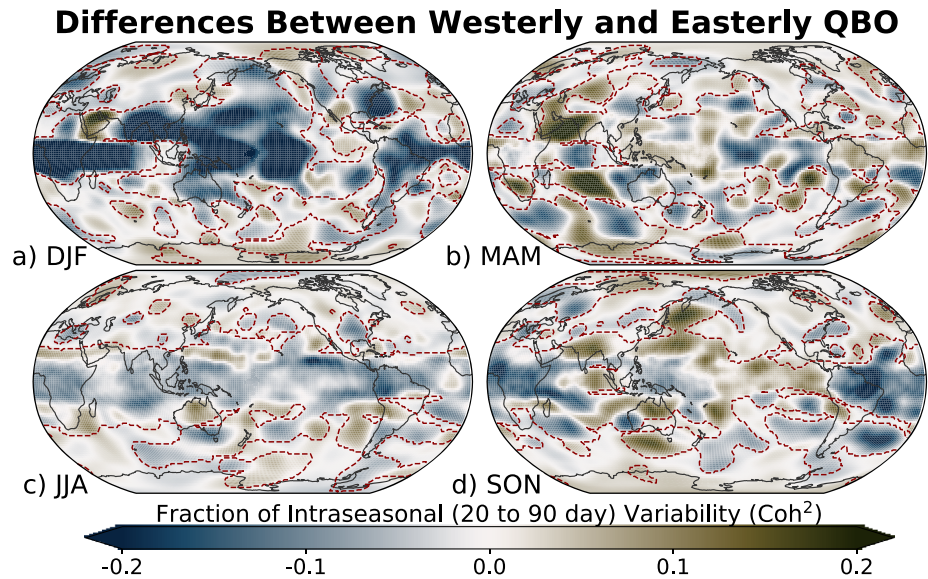 Differences Between Westerly and Easterly QBO
a) DJF
b) MAM
c) JJA
d) SON
Fraction of Intraseasonal (20 to 90 day) Variability (Coh²)
-0.2 -0.1 0.0 0.1 0.2